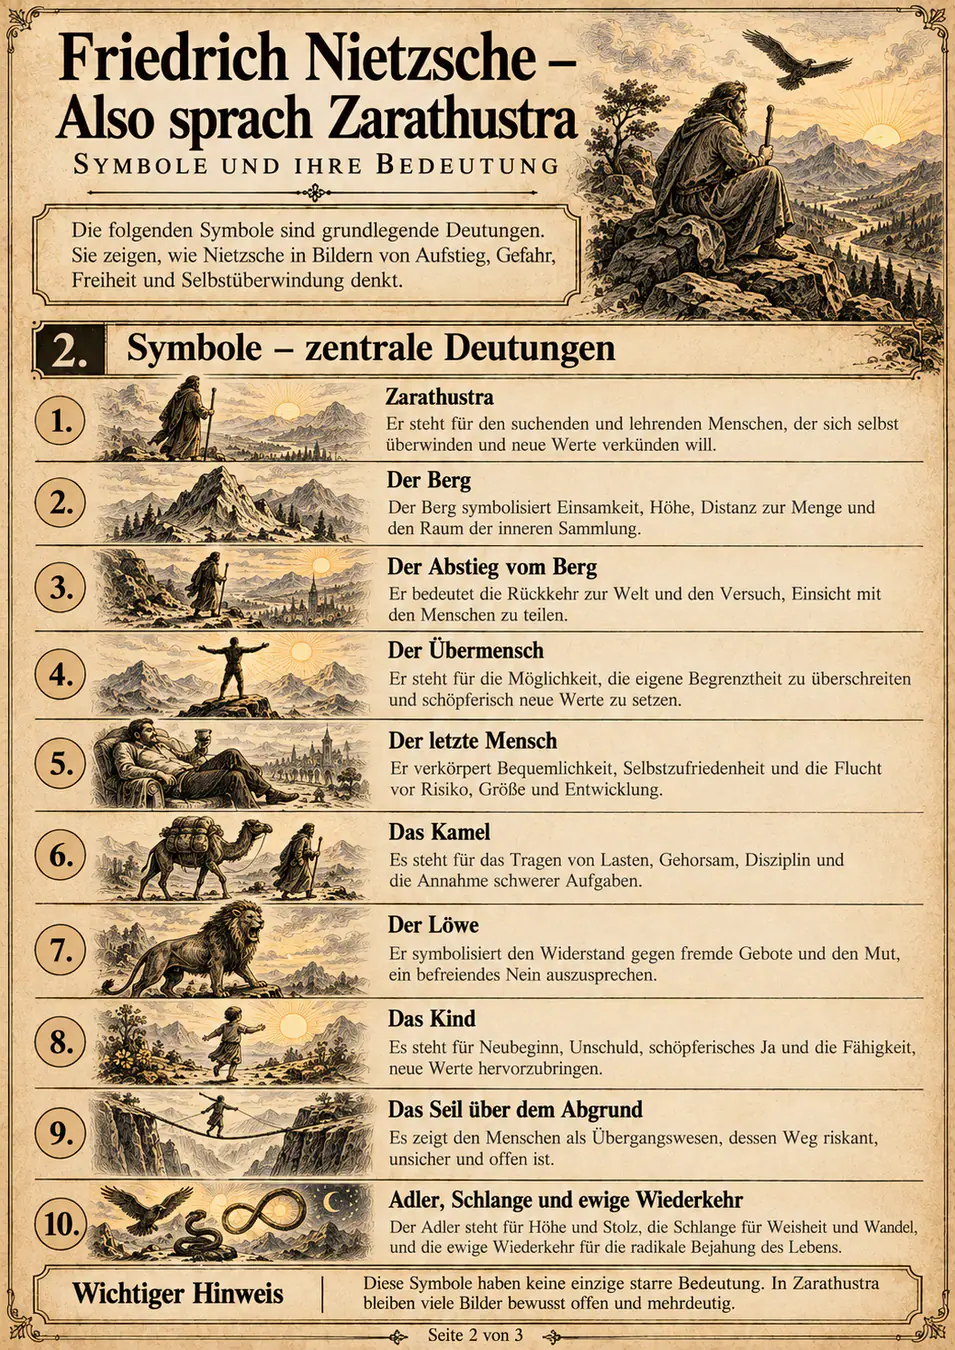 Friedrich Nietzsche –
Also sprach Zarathustra
Symbole und ihre Bedeutung
Die folgenden Symbole sind grundlegende Deutungen.
Sie zeigen, wie Nietzsche in Bildern von Aufstieg, Gefahr,
Freiheit und Selbstüberwindung denkt.
2. Symbole – zentrale Deutungen
1.
Zarathustra
Er steht für den suchenden und lehrenden Menschen, der sich selbst
überwinden und neue Werte verkünden will.
2.
Der Berg
Der Berg symbolisiert Einsamkeit, Höhe, Distanz zur Menge und
den Raum der inneren Sammlung.
3.
Der Abstieg vom Berg
Er bedeutet die Rückkehr zur Welt und den Versuch, Einsicht mit
den Menschen zu teilen.
4.
Der Übermensch
Er steht für die Möglichkeit, die eigene Begrenztheit zu überschreiten
und schöpferisch neue Werte zu setzen.
5.
Der letzte Mensch
Er verkörpert Bequemlichkeit, Selbstzufriedenheit und die Flucht
vor Risiko, Größe und Entwicklung.
6.
Das Kamel
Es steht für das Tragen von Lasten, Gehorsam, Disziplin und
die Annahme schwerer Aufgaben.
7.
Der Löwe
Er symbolisiert den Widerstand gegen fremde Gebote und den Mut,
ein befreiendes Nein auszusprechen.
8.
Das Kind
Es steht für Neubeginn, Unschuld, schöpferisches Ja und die Fähigkeit,
neue Werte hervorzubringen.
9.
Das Seil über dem Abgrund
Es zeigt den Menschen als Übergangswesen, dessen Weg riskant,
unsicher und offen ist.
10.
Adler, Schlange und ewige Wiederkehr
Der Adler steht für Höhe und Stolz, die Schlange für Weisheit und Wandel,
und die ewige Wiederkehr für die radikale Bejahung des Lebens.
Wichtiger Hinweis
Diese Symbole haben keine einzige starre Bedeutung. In Zarathustra
bleiben viele Bilder bewusst offen und mehrdeutig.
Seite 2 von 3